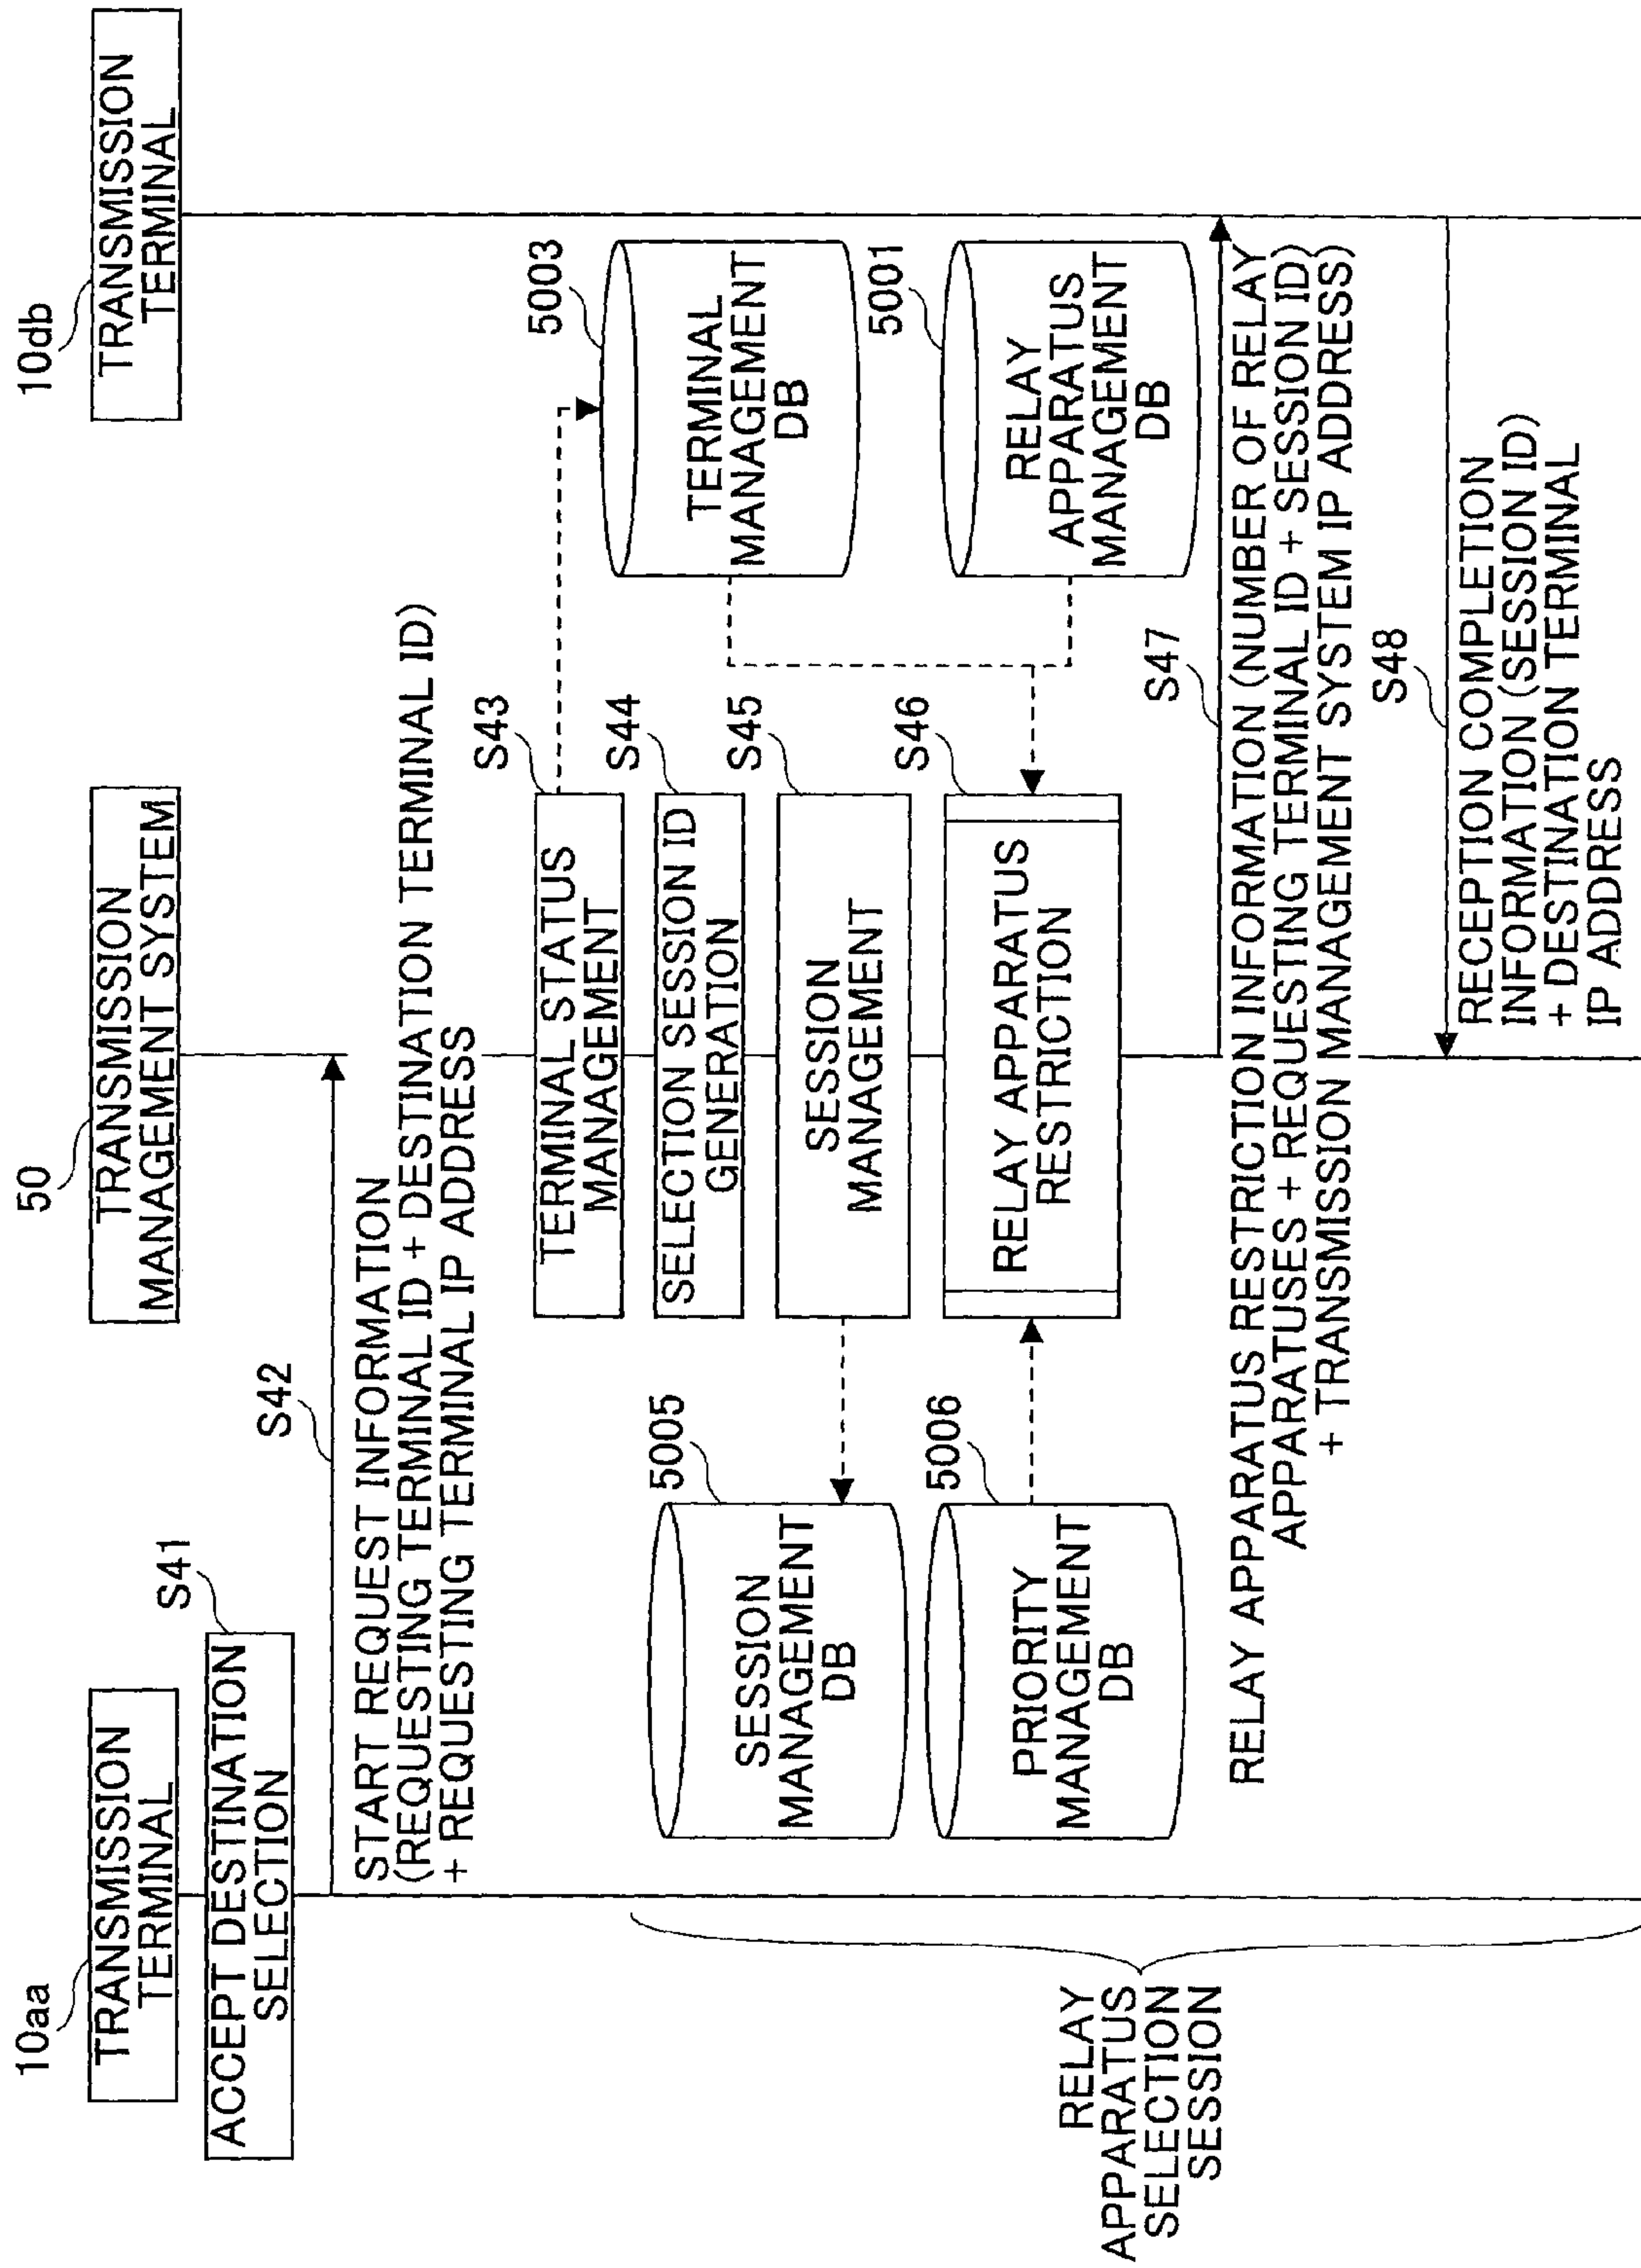 10aa
TRANSMISSION
TERMINAL
50
TRANSMISSION
MANAGEMENT SYSTEM
10db
TRANSMISSION
TERMINAL
S41
ACCEPT DESTINATION
SELECTION
S42
START REQUEST INFORMATION
(REQUESTING TERMINAL ID + DESTINATION TERMINAL ID)
+ REQUESTING TERMINAL IP ADDRESS
S43
TERMINAL STATUS
MANAGEMENT
5003
TERMINAL
MANAGEMENT
DB
S44
SELECTION SESSION ID
GENERATION
S45
SESSION
MANAGEMENT
5005
SESSION
MANAGEMENT
DB
S46
RELAY APPARATUS
RESTRICTION
5006
PRIORITY
MANAGEMENT
DB
5001
RELAY
APPARATUS
MANAGEMENT
DB
RELAY
APPARATUS
SELECTION
SESSION
S47
RELAY APPARATUS RESTRICTION INFORMATION (NUMBER OF RELAY
APPARATUSES + REQUESTING TERMINAL ID + SESSION ID)
+ TRANSMISSION MANAGEMENT SYSTEM IP ADDRESS)
S48
RECEPTION COMPLETION
INFORMATION (SESSION ID)
+ DESTINATION TERMINAL
IP ADDRESS